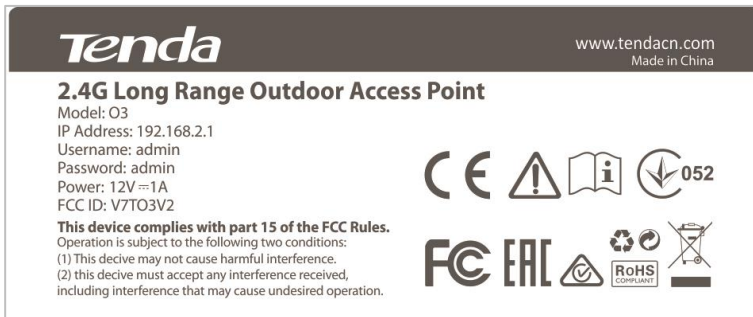 Tenda
www.tendacn.com
Made in China
2.4G Long Range Outdoor Access Point
Model: O3
IP Address: 192.168.2.1
Username: admin
Password: admin
Power: 12V⎓1A
FCC ID: V7TO3V2
This device complies with part 15 of the FCC Rules.
Operation is subject to the following two conditions:
(1) This decive may not cause harmful interference.
(2) this decive must accept any interference received,
including interference that may cause undesired operation.
CE
i
052
FC
EAC
RoHS
COMPLIANT